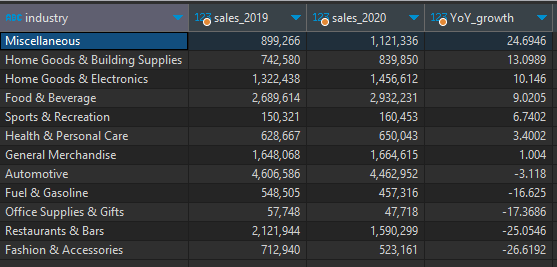 ABC industry 123 sales_2019 123 sales_2020 123 YoY_growth
Miscellaneous 899,266 1,121,336 24.6946
Home Goods & Building Supplies 742,580 839,850 13.0989
Home Goods & Electronics 1,322,438 1,456,612 10.146
Food & Beverage 2,689,614 2,932,231 9.0205
Sports & Recreation 150,321 160,453 6.7402
Health & Personal Care 628,667 650,043 3.4002
General Merchandise 1,648,068 1,664,615 1.004
Automotive 4,606,586 4,462,952 -3.118
Fuel & Gasoline 548,505 457,316 -16.625
Office Supplies & Gifts 57,748 47,718 -17.3686
Restaurants & Bars 2,121,944 1,590,299 -25.0546
Fashion & Accessories 712,940 523,161 -26.6192